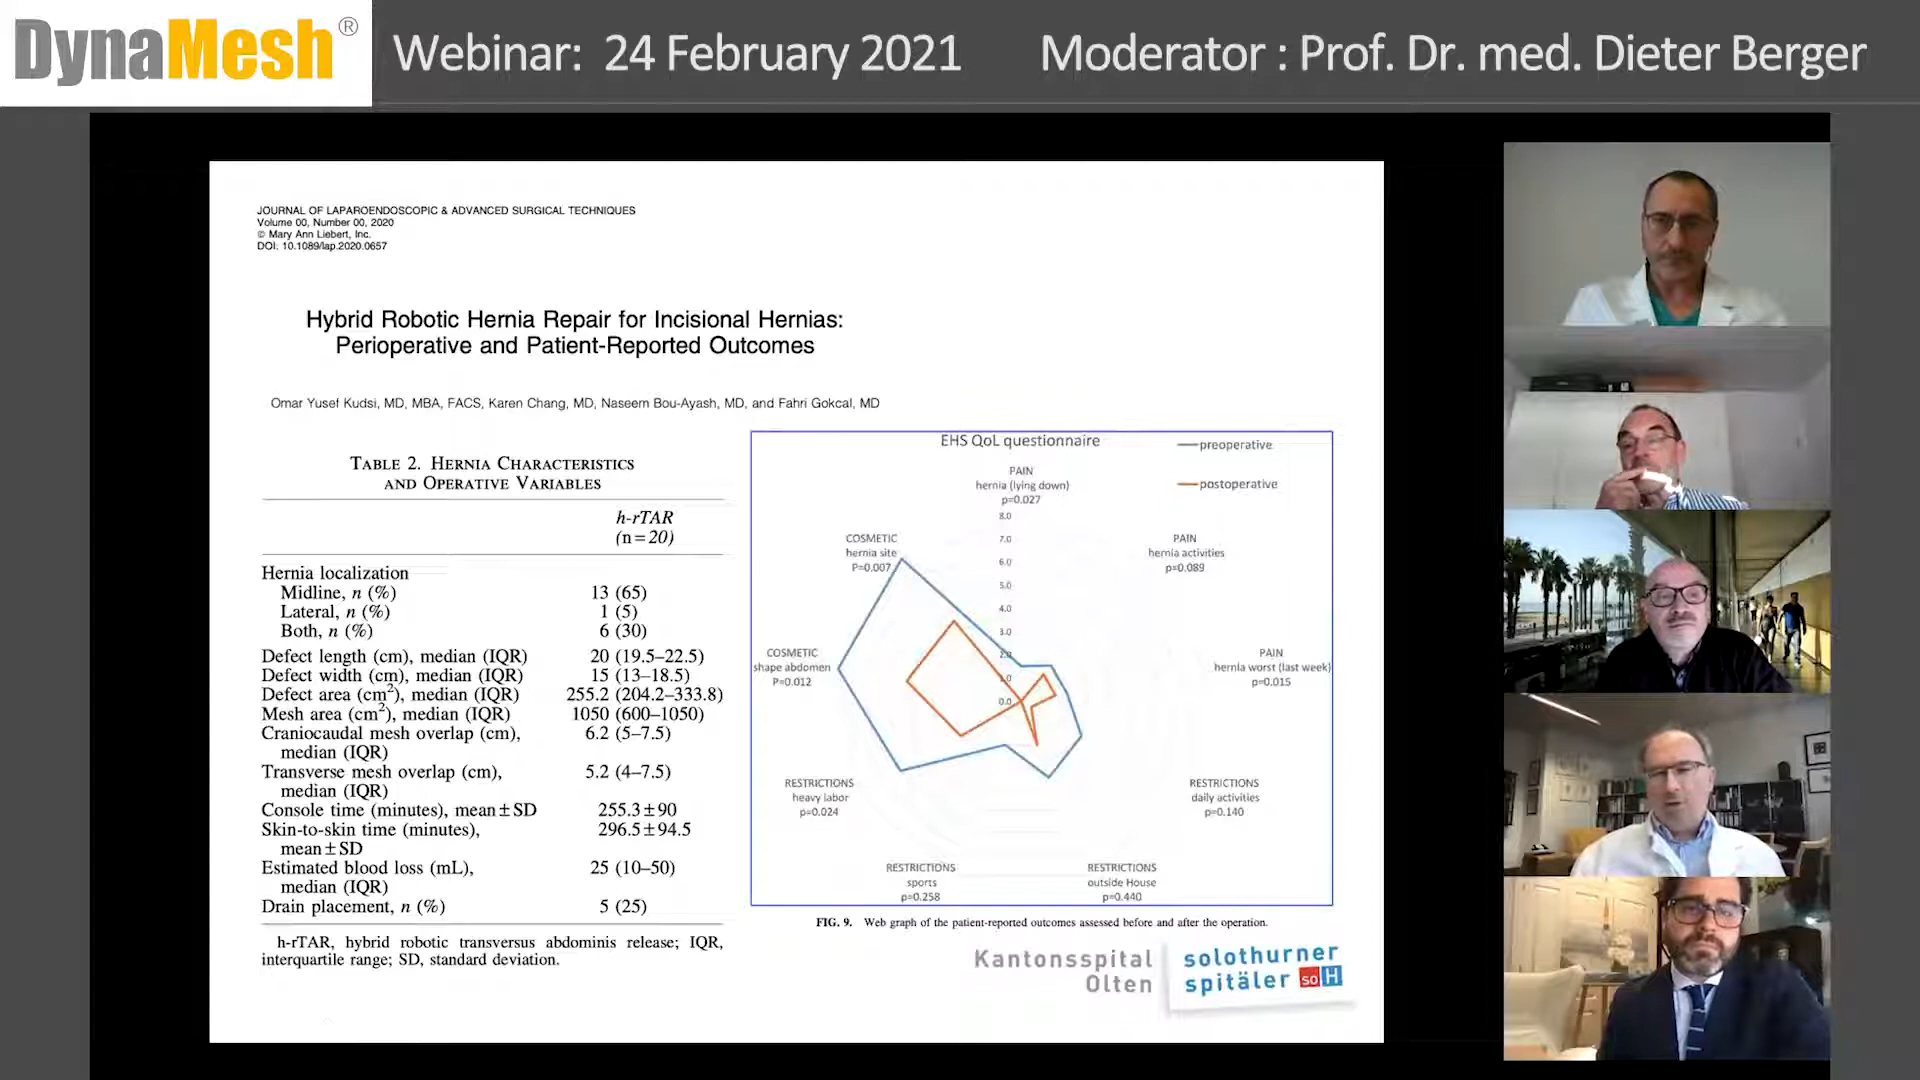 DynaMesh®
Webinar: 24 February 2021 Moderator : Prof. Dr. med. Dieter Berger
JOURNAL OF LAPAROENDOSCOPIC & ADVANCED SURGICAL TECHNIQUES
Volume 00, Number 00, 2020
© Mary Ann Liebert, Inc.
DOI: 10.1089/lap.2020.0657
Hybrid Robotic Hernia Repair for Incisional Hernias:
Perioperative and Patient-Reported Outcomes
Omar Yusef Kudsi, MD, MBA, FACS, Karen Chang, MD, Naseem Bou-Ayash, MD, and Fahri Gokcal, MD
TABLE 2. HERNIA CHARACTERISTICS
AND OPERATIVE VARIABLES
h-rTAR
(n=20)
Hernia localization
Midline, n (%) 13 (65)
Lateral, n (%) 1 (5)
Both, n (%) 6 (30)
Defect length (cm), median (IQR) 20 (19.5–22.5)
Defect width (cm), median (IQR) 15 (13–18.5)
Defect area (cm²), median (IQR) 255.2 (204.2–333.8)
Mesh area (cm²), median (IQR) 1050 (600–1050)
Craniocaudal mesh overlap (cm), 6.2 (5–7.5)
median (IQR)
Transverse mesh overlap (cm), 5.2 (4–7.5)
median (IQR)
Console time (minutes), mean±SD 255.3±90
Skin-to-skin time (minutes), 296.5±94.5
mean±SD
Estimated blood loss (mL), 25 (10–50)
median (IQR)
Drain placement, n (%) 5 (25)
h-rTAR, hybrid robotic transversus abdominis release; IQR,
interquartile range; SD, standard deviation.
EHS QoL questionnaire
preoperative
postoperative
PAIN
hernia (lying down)
p=0.027
PAIN
hernia activities
p=0.089
PAIN
hernia worst (last week)
p=0.015
RESTRICTIONS
daily activities
p=0.140
RESTRICTIONS
outside House
p=0.440
RESTRICTIONS
sports
p=0.258
RESTRICTIONS
heavy labor
p=0.024
COSMETIC
shape abdomen
P=0.012
COSMETIC
hernia site
P=0.007
8.0
7.0
6.0
5.0
4.0
3.0
2.0
1.0
0.0
FIG. 9. Web graph of the patient-reported outcomes assessed before and after the operation.
Kantonsspital
Olten
solothurner
spitäler soH